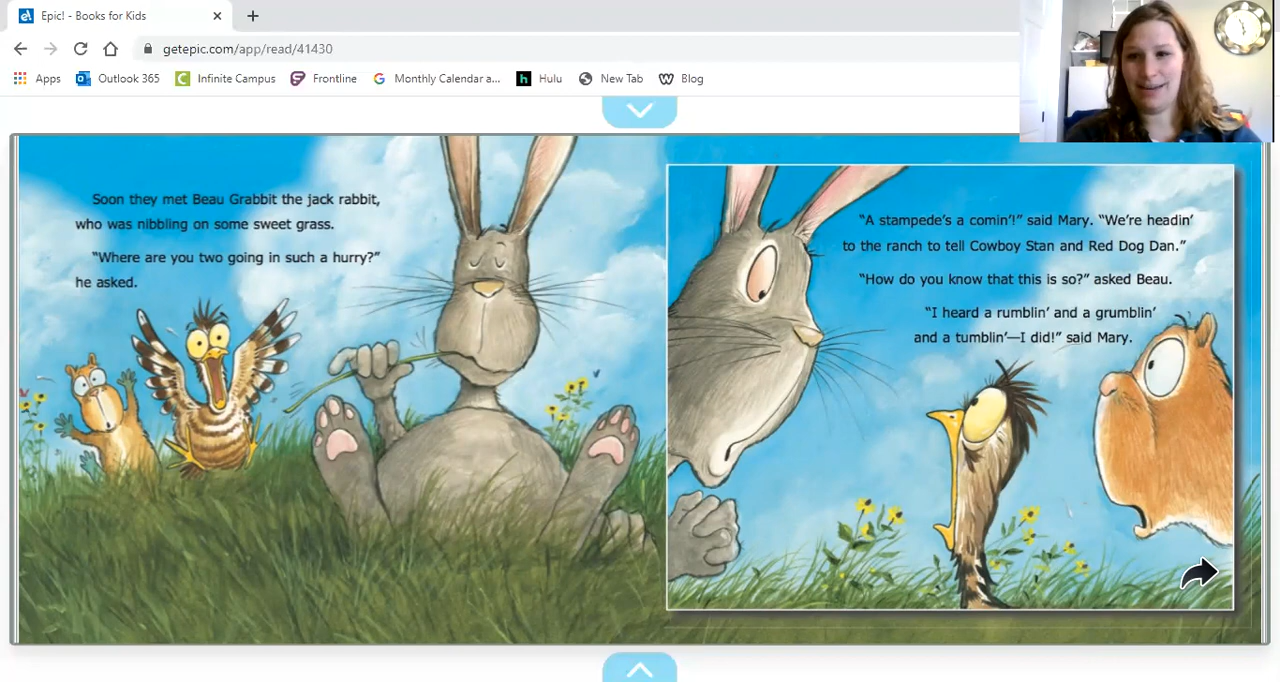 Epic! - Books for Kids
getepic.com/app/read/41430
Apps Outlook 365 Infinite Campus Frontline Monthly Calendar a... Hulu New Tab Blog
Soon they met Beau Grabbit the jack rabbit,
who was nibbling on some sweet grass.
“Where are you two going in such a hurry?”
he asked.
“A stampede’s a comin’!” said Mary. “We’re headin’
to the ranch to tell Cowboy Stan and Red Dog Dan.”
“How do you know that this is so?” asked Beau.
“I heard a rumblin’ and a grumblin’
and a tumblin’—I did!” said Mary.